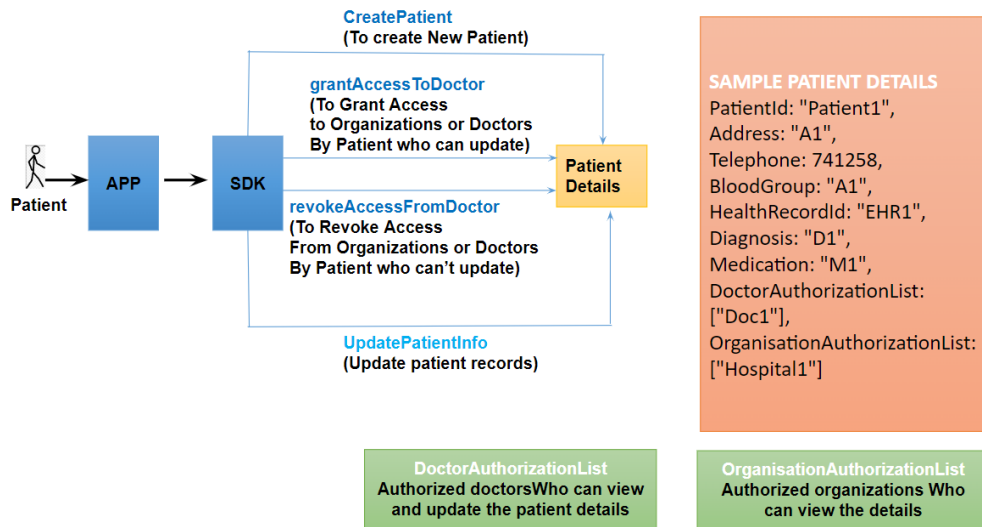 CreatePatient
(To create New Patient)
grantAccessToDoctor
(To Grant Access
to Organizations or Doctors
By Patient who can update)
Patient
APP
SDK
Patient
Details
revokeAccessFromDoctor
(To Revoke Access
From Organizations or Doctors
By Patient who can't update)
UpdatePatientInfo
(Update patient records)
SAMPLE PATIENT DETAILS
PatientId: "Patient1",
Address: "A1",
Telephone: 741258,
BloodGroup: "A1",
HealthRecordId: "EHR1",
Diagnosis: "D1",
Medication: "M1",
DoctorAuthorizationList:
["Doc1"],
OrganisationAuthorizationList:
["Hospital1"]
DoctorAuthorizationList
Authorized doctorsWho can view
and update the patient details
OrganisationAuthorizationList
Authorized organizations Who
can view the details